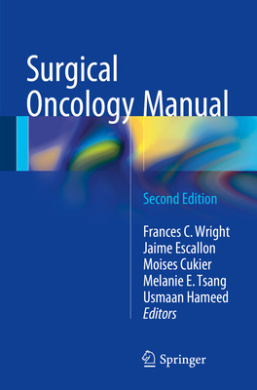 Surgical
Oncology Manual
Second Edition
Frances C. Wright
Jaime Escallon
Moises Cukier
Melanie E. Tsang
Usmaan Hameed
Editors
Springer